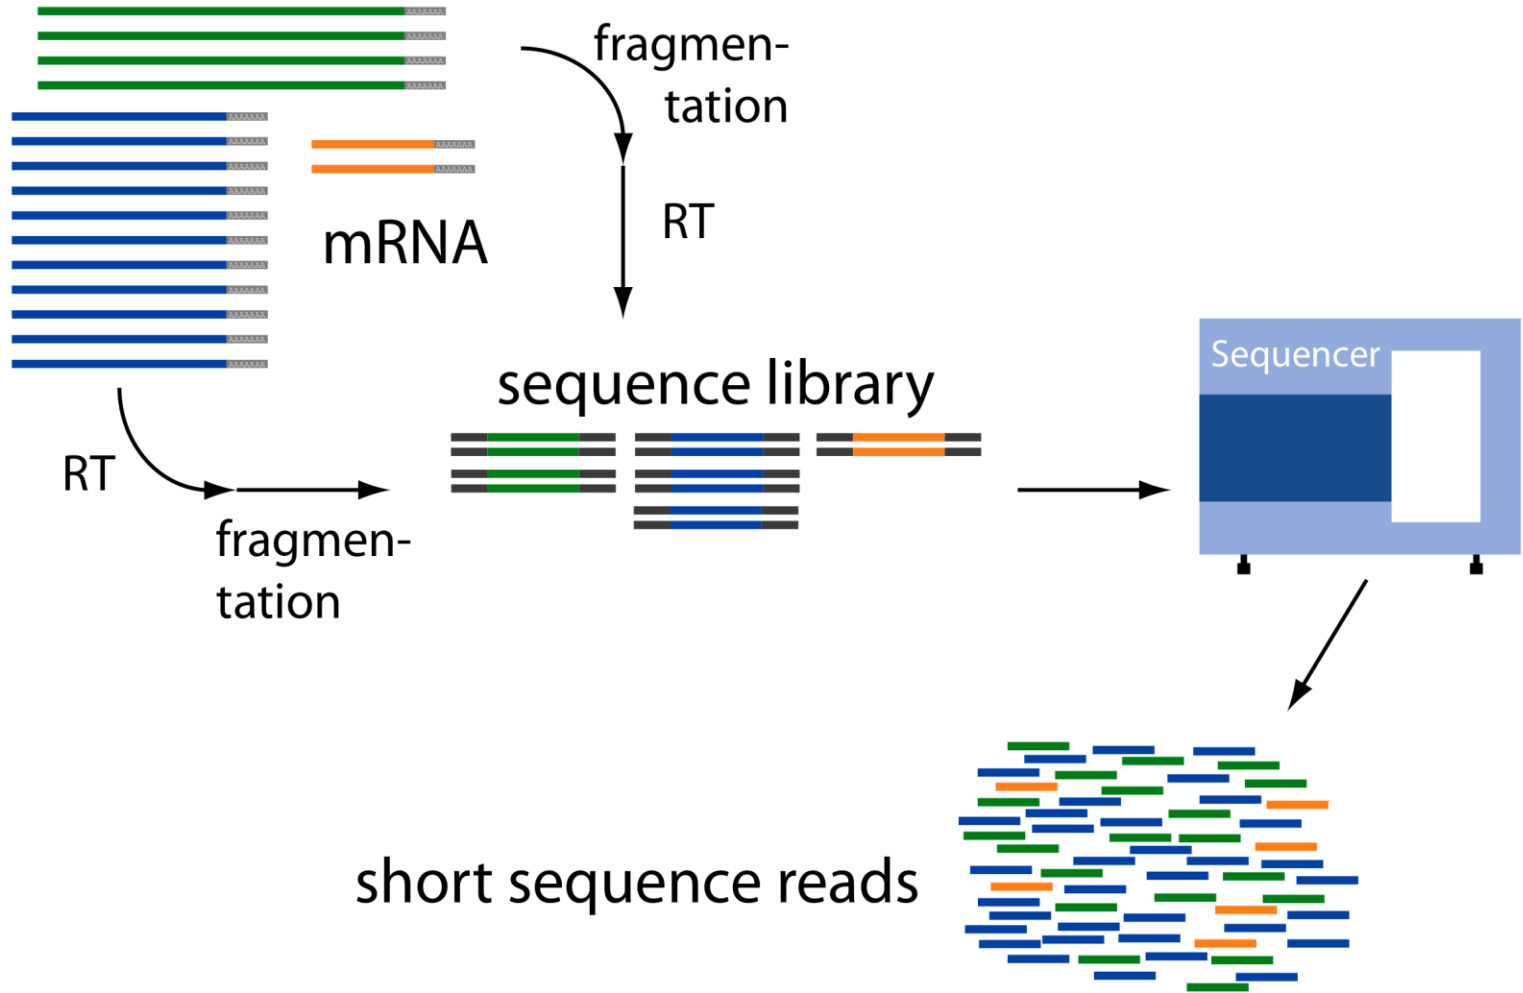 fragmen-
tation
RT
mRNA
sequence library
Sequencer
RT
fragmen-
tation
short sequence reads